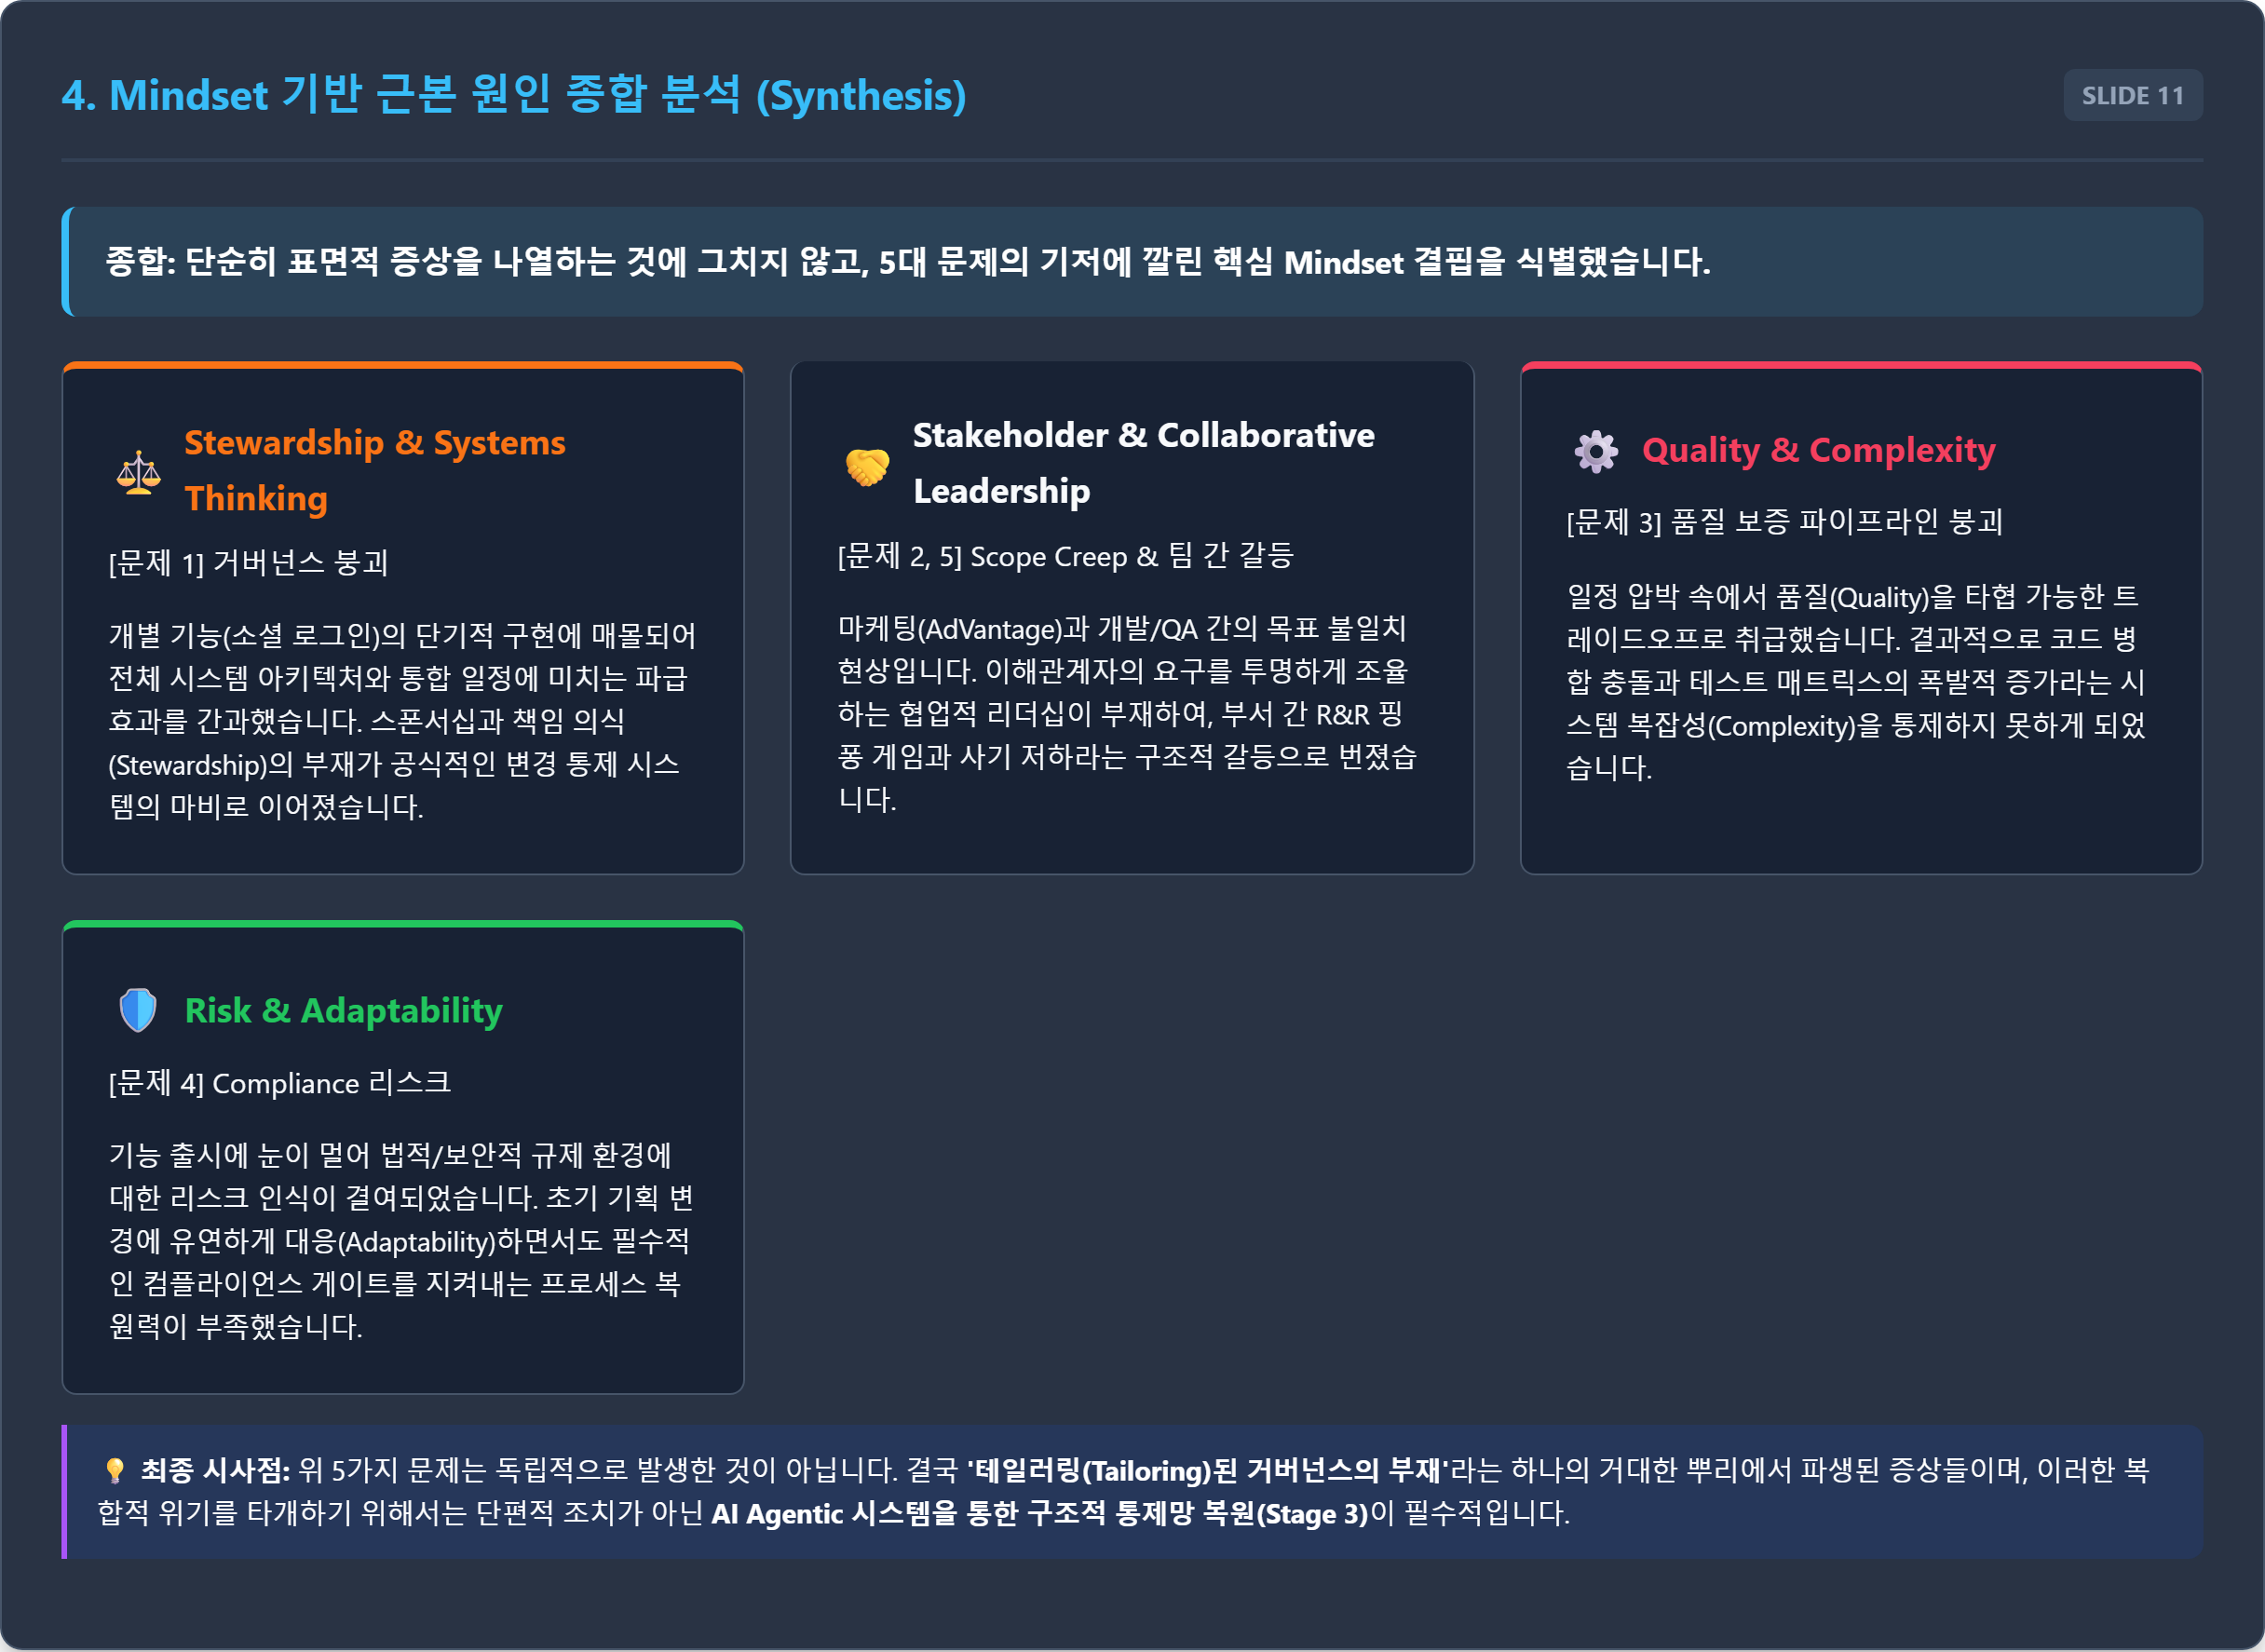 4. Mindset 기반 근본 원인 종합 분석 (Synthesis)
SLIDE 11
종합: 단순히 표면적 증상을 나열하는 것에 그치지 않고, 5대 문제의 기저에 깔린 핵심 Mindset 결핍을 식별했습니다.
Stewardship & Systems
Thinking
[문제 1] 거버넌스 붕괴
개별 기능(소셜 로그인)의 단기적 구현에 매몰되어
전체 시스템 아키텍처와 통합 일정에 미치는 파급
효과를 간과했습니다. 스폰서십과 책임 의식
(Stewardship)의 부재가 공식적인 변경 통제 시스
템의 마비로 이어졌습니다.
Stakeholder & Collaborative
Leadership
[문제 2, 5] Scope Creep & 팀 간 갈등
마케팅(AdVantage)과 개발/QA 간의 목표 불일치
현상입니다. 이해관계자의 요구를 투명하게 조율
하는 협업적 리더십이 부재하여, 부서 간 R&R 핑
퐁 게임과 사기 저하라는 구조적 갈등으로 번졌습
니다.
Quality & Complexity
[문제 3] 품질 보증 파이프라인 붕괴
일정 압박 속에서 품질(Quality)을 타협 가능한 트
레이드오프로 취급했습니다. 결과적으로 코드 병
합 충돌과 테스트 매트릭스의 폭발적 증가라는 시
스템 복잡성(Complexity)을 통제하지 못하게 되었
습니다.
Risk & Adaptability
[문제 4] Compliance 리스크
기능 출시에 눈이 멀어 법적/보안적 규제 환경에
대한 리스크 인식이 결여되었습니다. 초기 기획 변
경에 유연하게 대응(Adaptability)하면서도 필수적
인 컴플라이언스 게이트를 지켜내는 프로세스 복
원력이 부족했습니다.
💡 최종 시사점: 위 5가지 문제는 독립적으로 발생한 것이 아닙니다. 결국 '테일러링(Tailoring)된 거버넌스의 부재'라는 하나의 거대한 뿌리에서 파생된 증상들이며, 이러한 복
합적 위기를 타개하기 위해서는 단편적 조치가 아닌 AI Agentic 시스템을 통한 구조적 통제망 복원(Stage 3)이 필수적입니다.